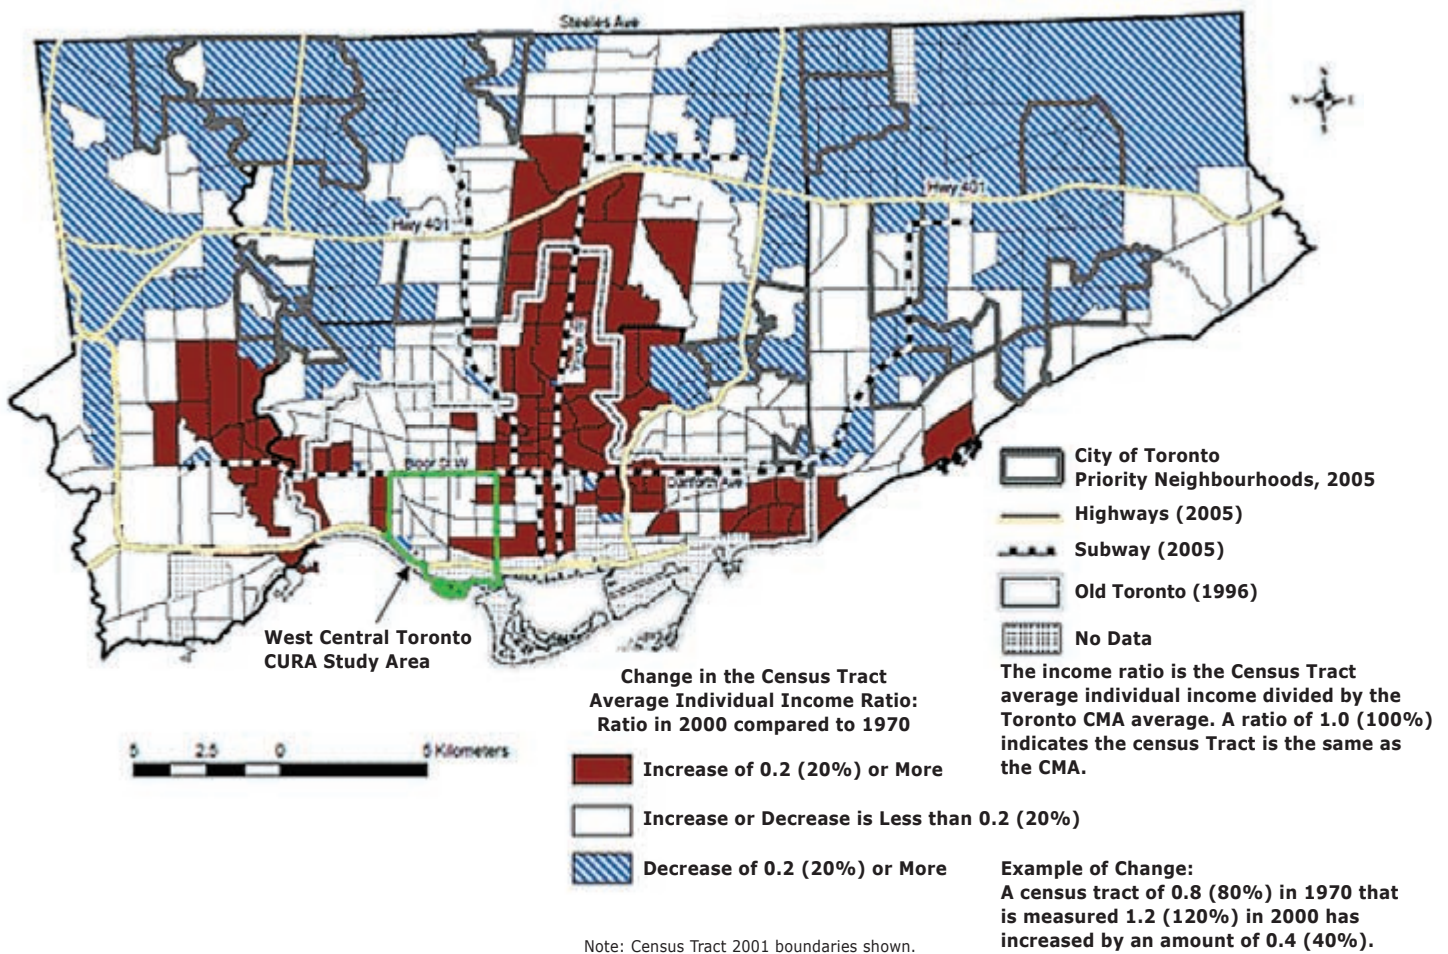 Steeles Ave
N
W E
S
Hwy 401
Hwy 401
Bloor St W
Danforth Ave
City of Toronto
Priority Neighbourhoods, 2005
Highways (2005)
Subway (2005)
Old Toronto (1996)
No Data
West Central Toronto
CURA Study Area
Change in the Census Tract
Average Individual Income Ratio:
Ratio in 2000 compared to 1970
The income ratio is the Census Tract
average individual income divided by the
Toronto CMA average. A ratio of 1.0 (100%)
indicates the census Tract is the same as
the CMA.
5 2.5 0 5 Kilometers
Increase of 0.2 (20%) or More
Increase or Decrease is Less than 0.2 (20%)
Decrease of 0.2 (20%) or More
Example of Change:
A census tract of 0.8 (80%) in 1970 that
is measured 1.2 (120%) in 2000 has
increased by an amount of 0.4 (40%).
Note: Census Tract 2001 boundaries shown.